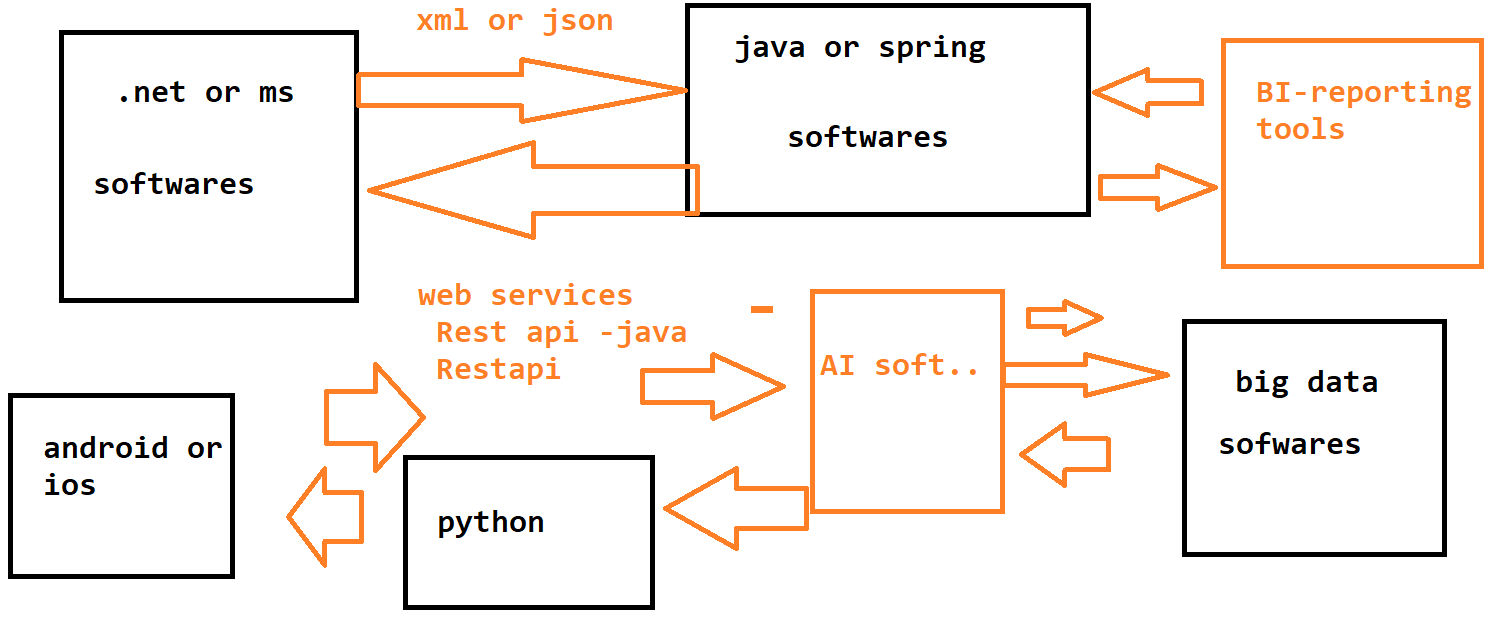 xml or json
.net or ms
softwares
java or spring
softwares
BI-reporting
tools
web services
Rest api -java
Restapi
AI soft..
big data
sofwares
android or
ios
python